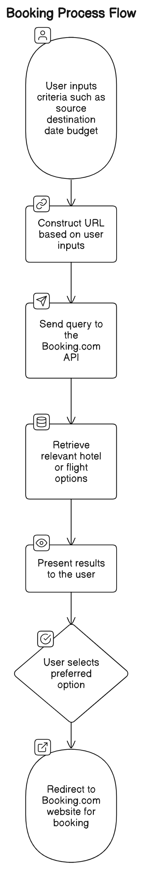 Booking Process Flow
User inputs
criteria such as
source
destination
date budget
Construct URL
based on user
inputs
Send query to
the
Booking.com
API
Retrieve
relevant hotel
or flight
options
Present results
to the user
User selects
preferred
option
Redirect to
Booking.com
website for
booking